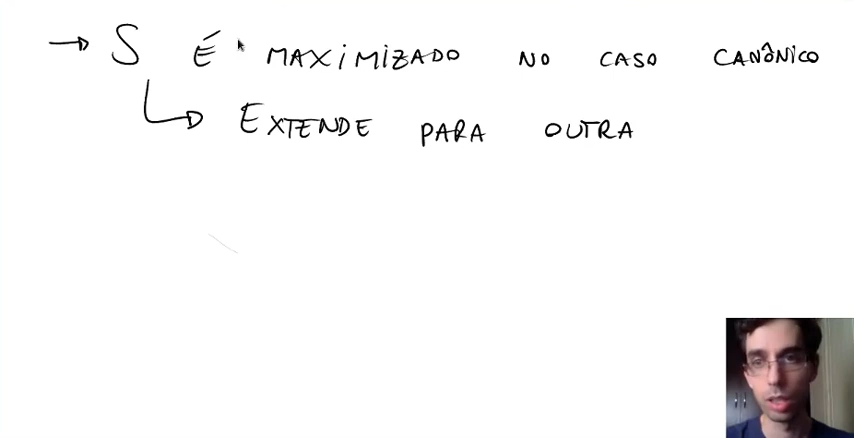 → S É MAXIMIZADO NO CASO CANÔNICO
↳ EXTENDE PARA OUTRA